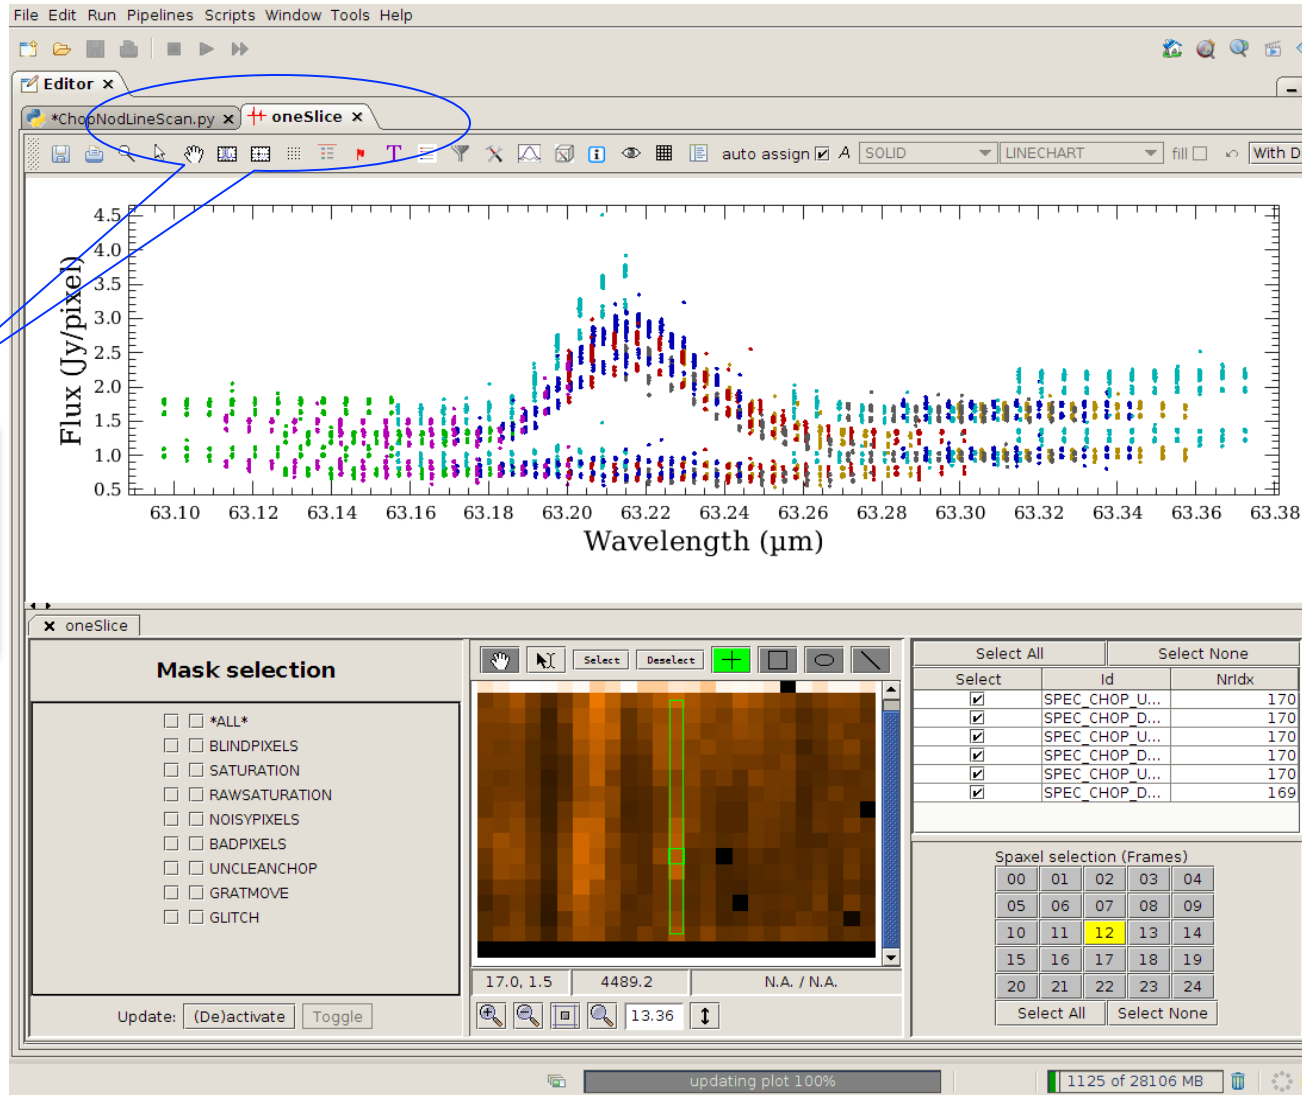 File Edit Run Pipelines Scripts Window Tools Help
Editor
*ChopNodLineScan.py oneSlice
T auto assign A SOLID LINECHART fill With D
4.5
4.0
3.5
3.0
2.5
2.0
1.5
1.0
0.5
Flux (Jy/pixel)
63.10 63.12 63.14 63.16 63.18 63.20 63.22 63.24 63.26 63.28 63.30 63.32 63.34 63.36 63.38
Wavelength (µm)
oneSlice
Mask selection
*ALL*
BLINDPIXELS
SATURATION
RAWSATURATION
NOISYPIXELS
BADPIXELS
UNCLEANCHOP
GRATMOVE
GLITCH
Update: (De)activate Toggle
Select Deselect
17.0, 1.5 4489.2 N.A. / N.A.
13.36
Select All Select None
Select Id NrIdx
SPEC_CHOP_U... 170
SPEC_CHOP_D... 170
SPEC_CHOP_U... 170
SPEC_CHOP_D... 170
SPEC_CHOP_U... 170
SPEC_CHOP_D... 169
Spaxel selection (Frames)
00 01 02 03 04
05 06 07 08 09
10 11 12 13 14
15 16 17 18 19
20 21 22 23 24
Select All Select None
updating plot 100%
1125 of 28106 MB